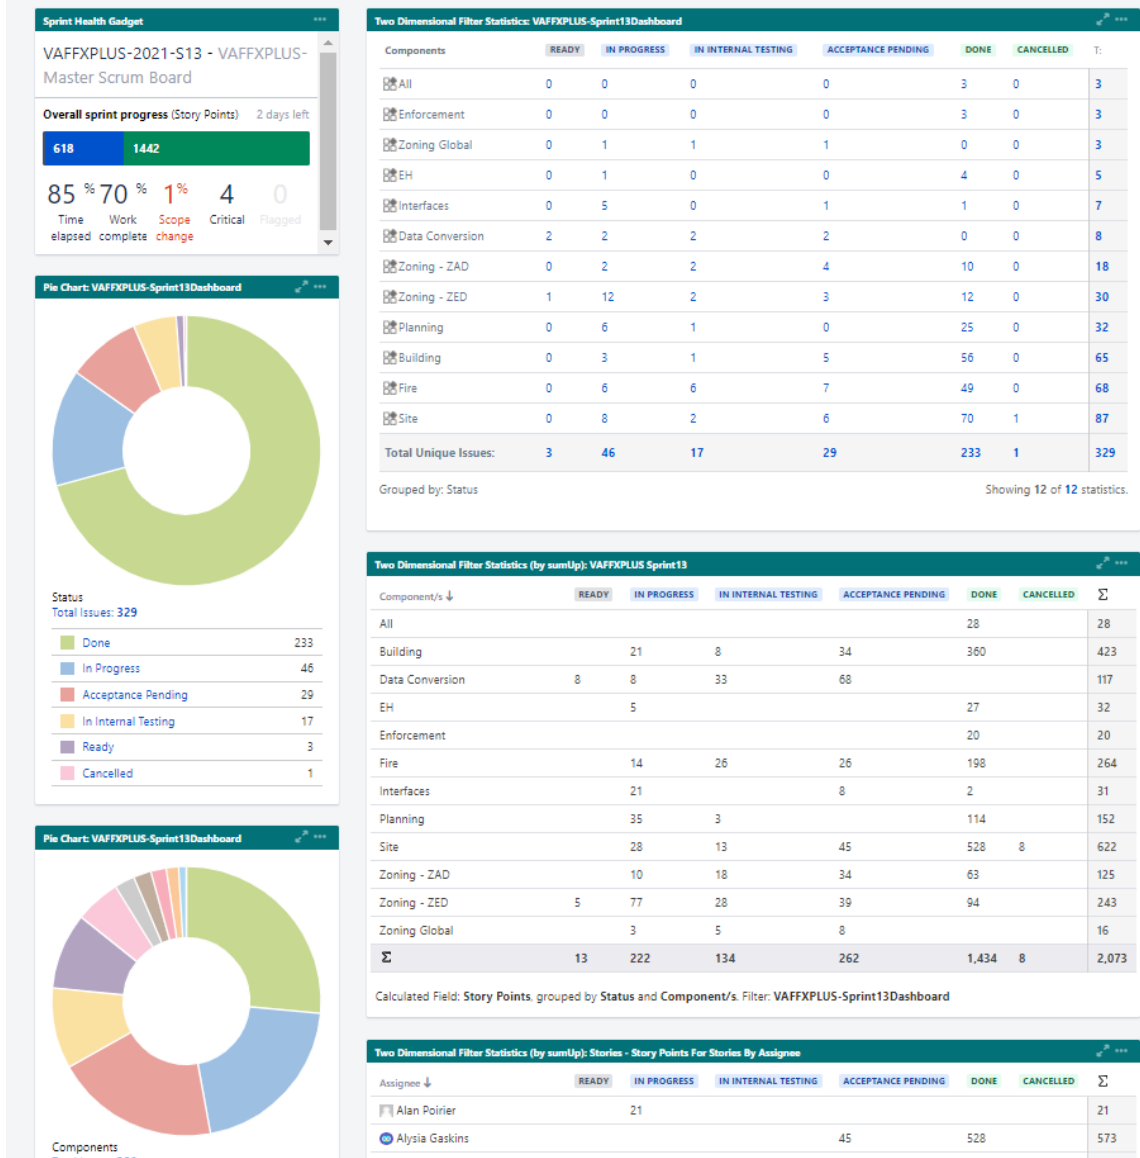 Sprint Health Gadget
VAFFXPLUS-2021-S13 - VAFFXPLUS-
Master Scrum Board
Overall sprint progress (Story Points) 2 days left
618 1442
85 % 70 % 1% 4 0
Time Work Scope Critical Flagged
elapsed complete change
Pie Chart: VAFFXPLUS-Sprint13Dashboard
Status
Total Issues: 329
Done 233
In Progress 46
Acceptance Pending 29
In Internal Testing 17
Ready 3
Cancelled 1
Pie Chart: VAFFXPLUS-Sprint13Dashboard
Components
Two Dimensional Filter Statistics: VAFFXPLUS-Sprint13Dashboard
Components READY IN PROGRESS IN INTERNAL TESTING ACCEPTANCE PENDING DONE CANCELLED T:
All 0 0 0 0 3 0 3
Enforcement 0 0 0 0 3 0 3
Zoning Global 0 1 1 1 0 0 3
EH 0 1 0 0 4 0 5
Interfaces 0 5 0 1 1 0 7
Data Conversion 2 2 2 2 0 0 8
Zoning - ZAD 0 2 2 4 10 0 18
Zoning - ZED 1 12 2 3 12 0 30
Planning 0 6 1 0 25 0 32
Building 0 3 1 5 56 0 65
Fire 0 6 6 7 49 0 68
Site 0 8 2 6 70 1 87
Total Unique Issues: 3 46 17 29 233 1 329
Grouped by: Status Showing 12 of 12 statistics.
Two Dimensional Filter Statistics (by sumUp): VAFFXPLUS Sprint13
Component/s ↓ READY IN PROGRESS IN INTERNAL TESTING ACCEPTANCE PENDING DONE CANCELLED Σ
All 28 28
Building 21 8 34 360 423
Data Conversion 8 8 33 68 117
EH 5 27 32
Enforcement 20 20
Fire 14 26 26 198 264
Interfaces 21 8 2 31
Planning 35 3 114 152
Site 28 13 45 528 8 622
Zoning - ZAD 10 18 34 63 125
Zoning - ZED 5 77 28 39 94 243
Zoning Global 3 5 8 16
Σ 13 222 134 262 1,434 8 2,073
Calculated Field: Story Points, grouped by Status and Component/s. Filter: VAFFXPLUS-Sprint13Dashboard
Two Dimensional Filter Statistics (by sumUp): Stories - Story Points For Stories By Assignee
Assignee ↓ READY IN PROGRESS IN INTERNAL TESTING ACCEPTANCE PENDING DONE CANCELLED Σ
Alan Poirier 21 21
Alysia Gaskins 45 528 573